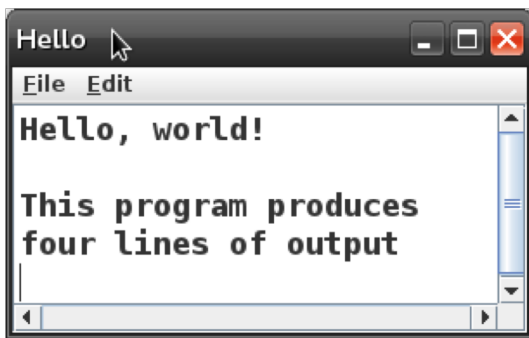 Hello
File Edit
Hello, world!
This program produces
four lines of output